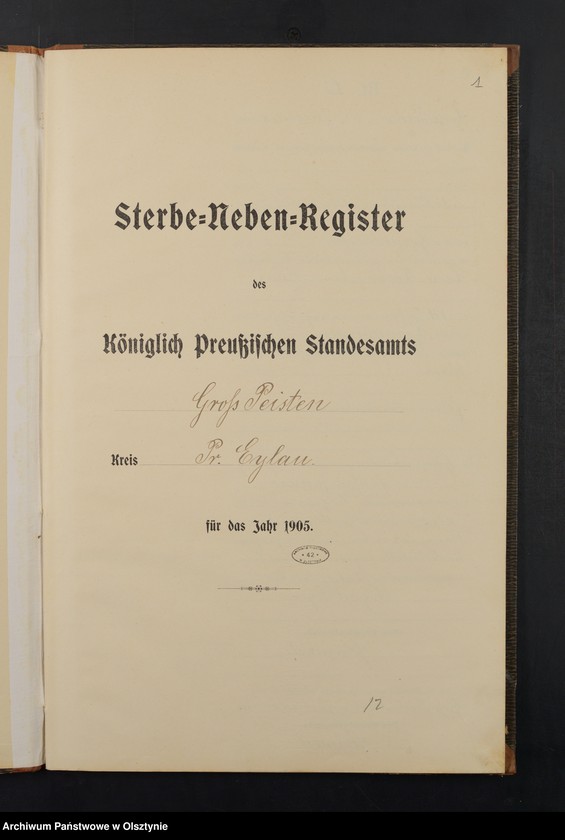 1
Sterbe=Neben=Register
des
Königlich Preußischen Standesamts
Gross Peisten
Kreis Pr. Eylau.
für das Jahr 1905.
* 42 *
12
Archiwum Państwowe w Olsztynie